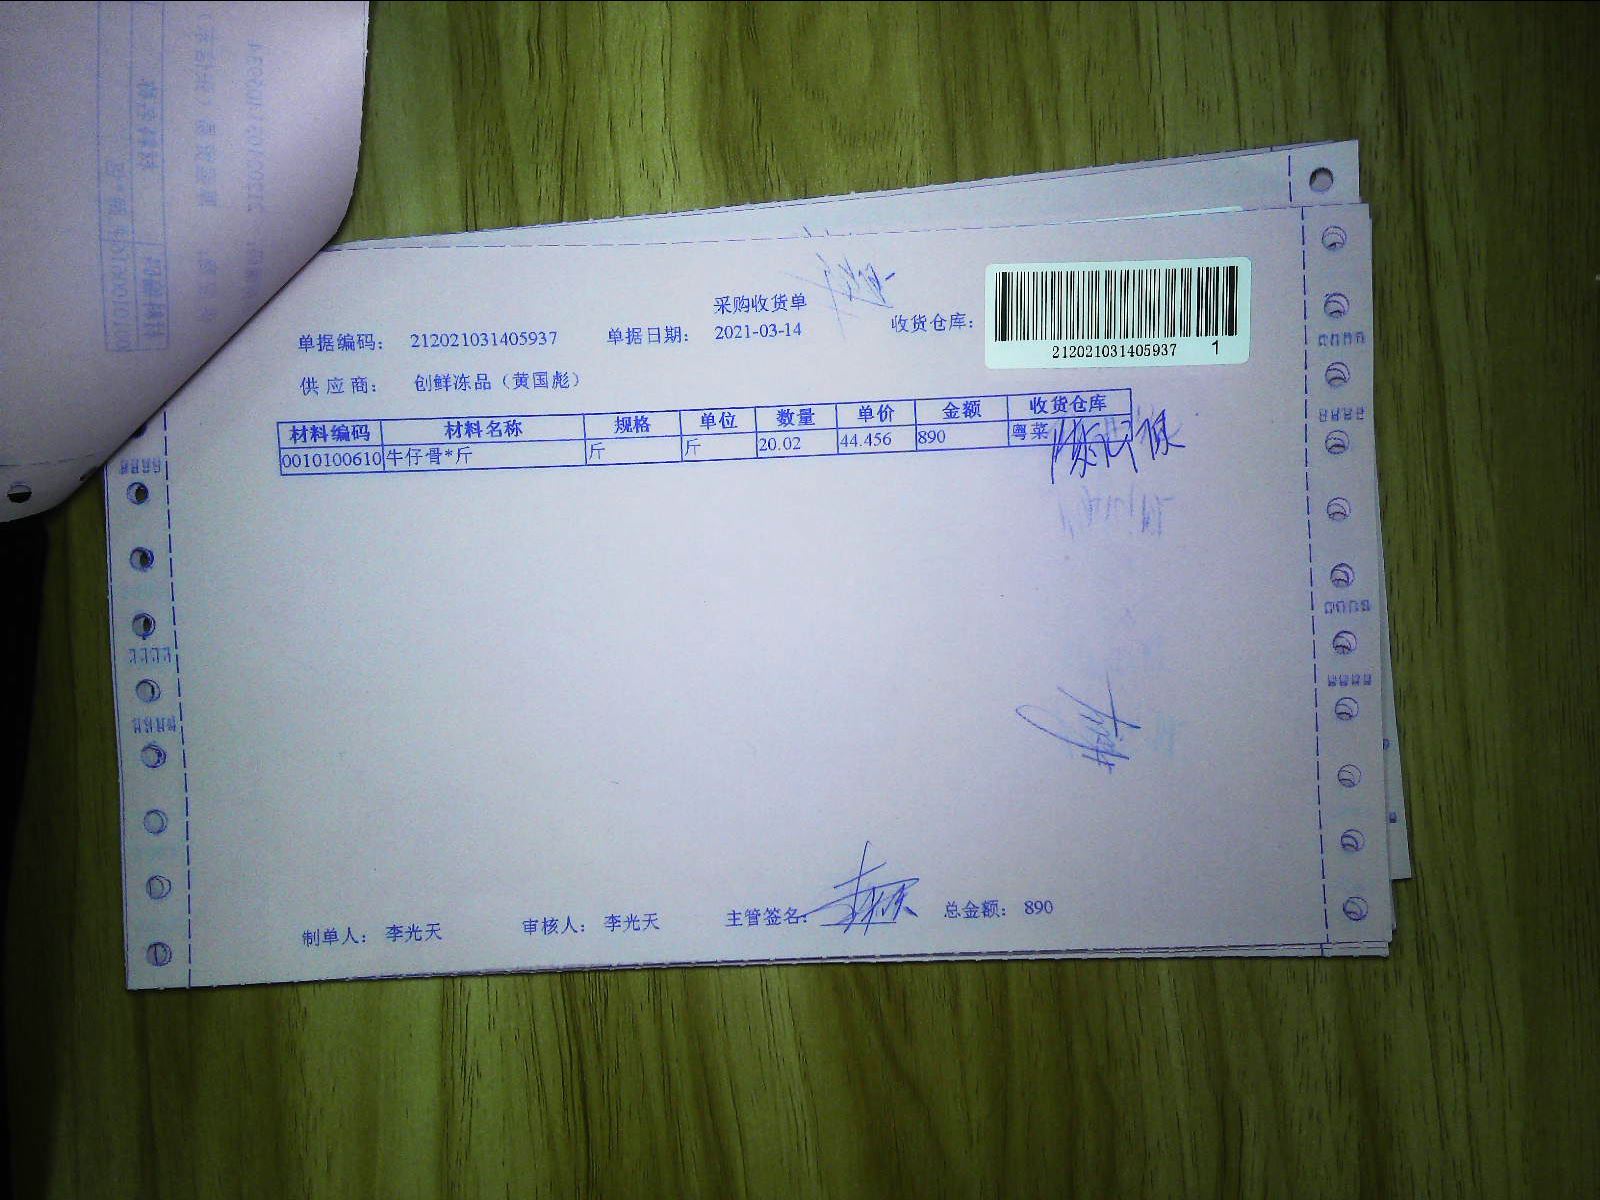 采购收货单
单据编码： 212021031405937 单据日期： 2021-03-14 收货仓库：
212021031405937 1
供 应 商： 创鲜冻品（黄国彪）
材料编码 材料名称 规格 单位 数量 单价 金额 收货仓库
0010100610 牛仔骨*斤 斤 斤 20.02 44.456 890 粤菜
制单人： 李光天 审核人： 李光天 主管签名： 总金额： 890